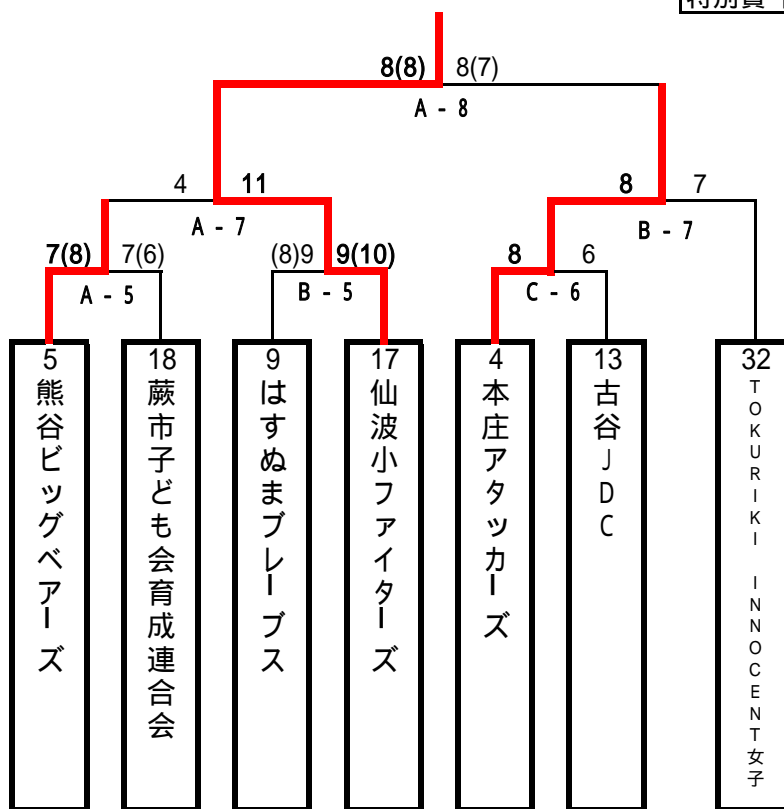 特別賞
8(8) 8(7)
A - 8
4 11
8 7
A - 7
B - 7
7(8) 7(6)
(8)9 9(10)
8 6
A - 5
B - 5
C - 6
5
熊谷ビッグベアーズ
18
蕨市子ども会育成連合会
9
はすぬまブレーブス
17
仙波小ファイターズ
4
本庄アタッカーズ
13
古谷JDC
32
TOKURIKI INNOCENT女子